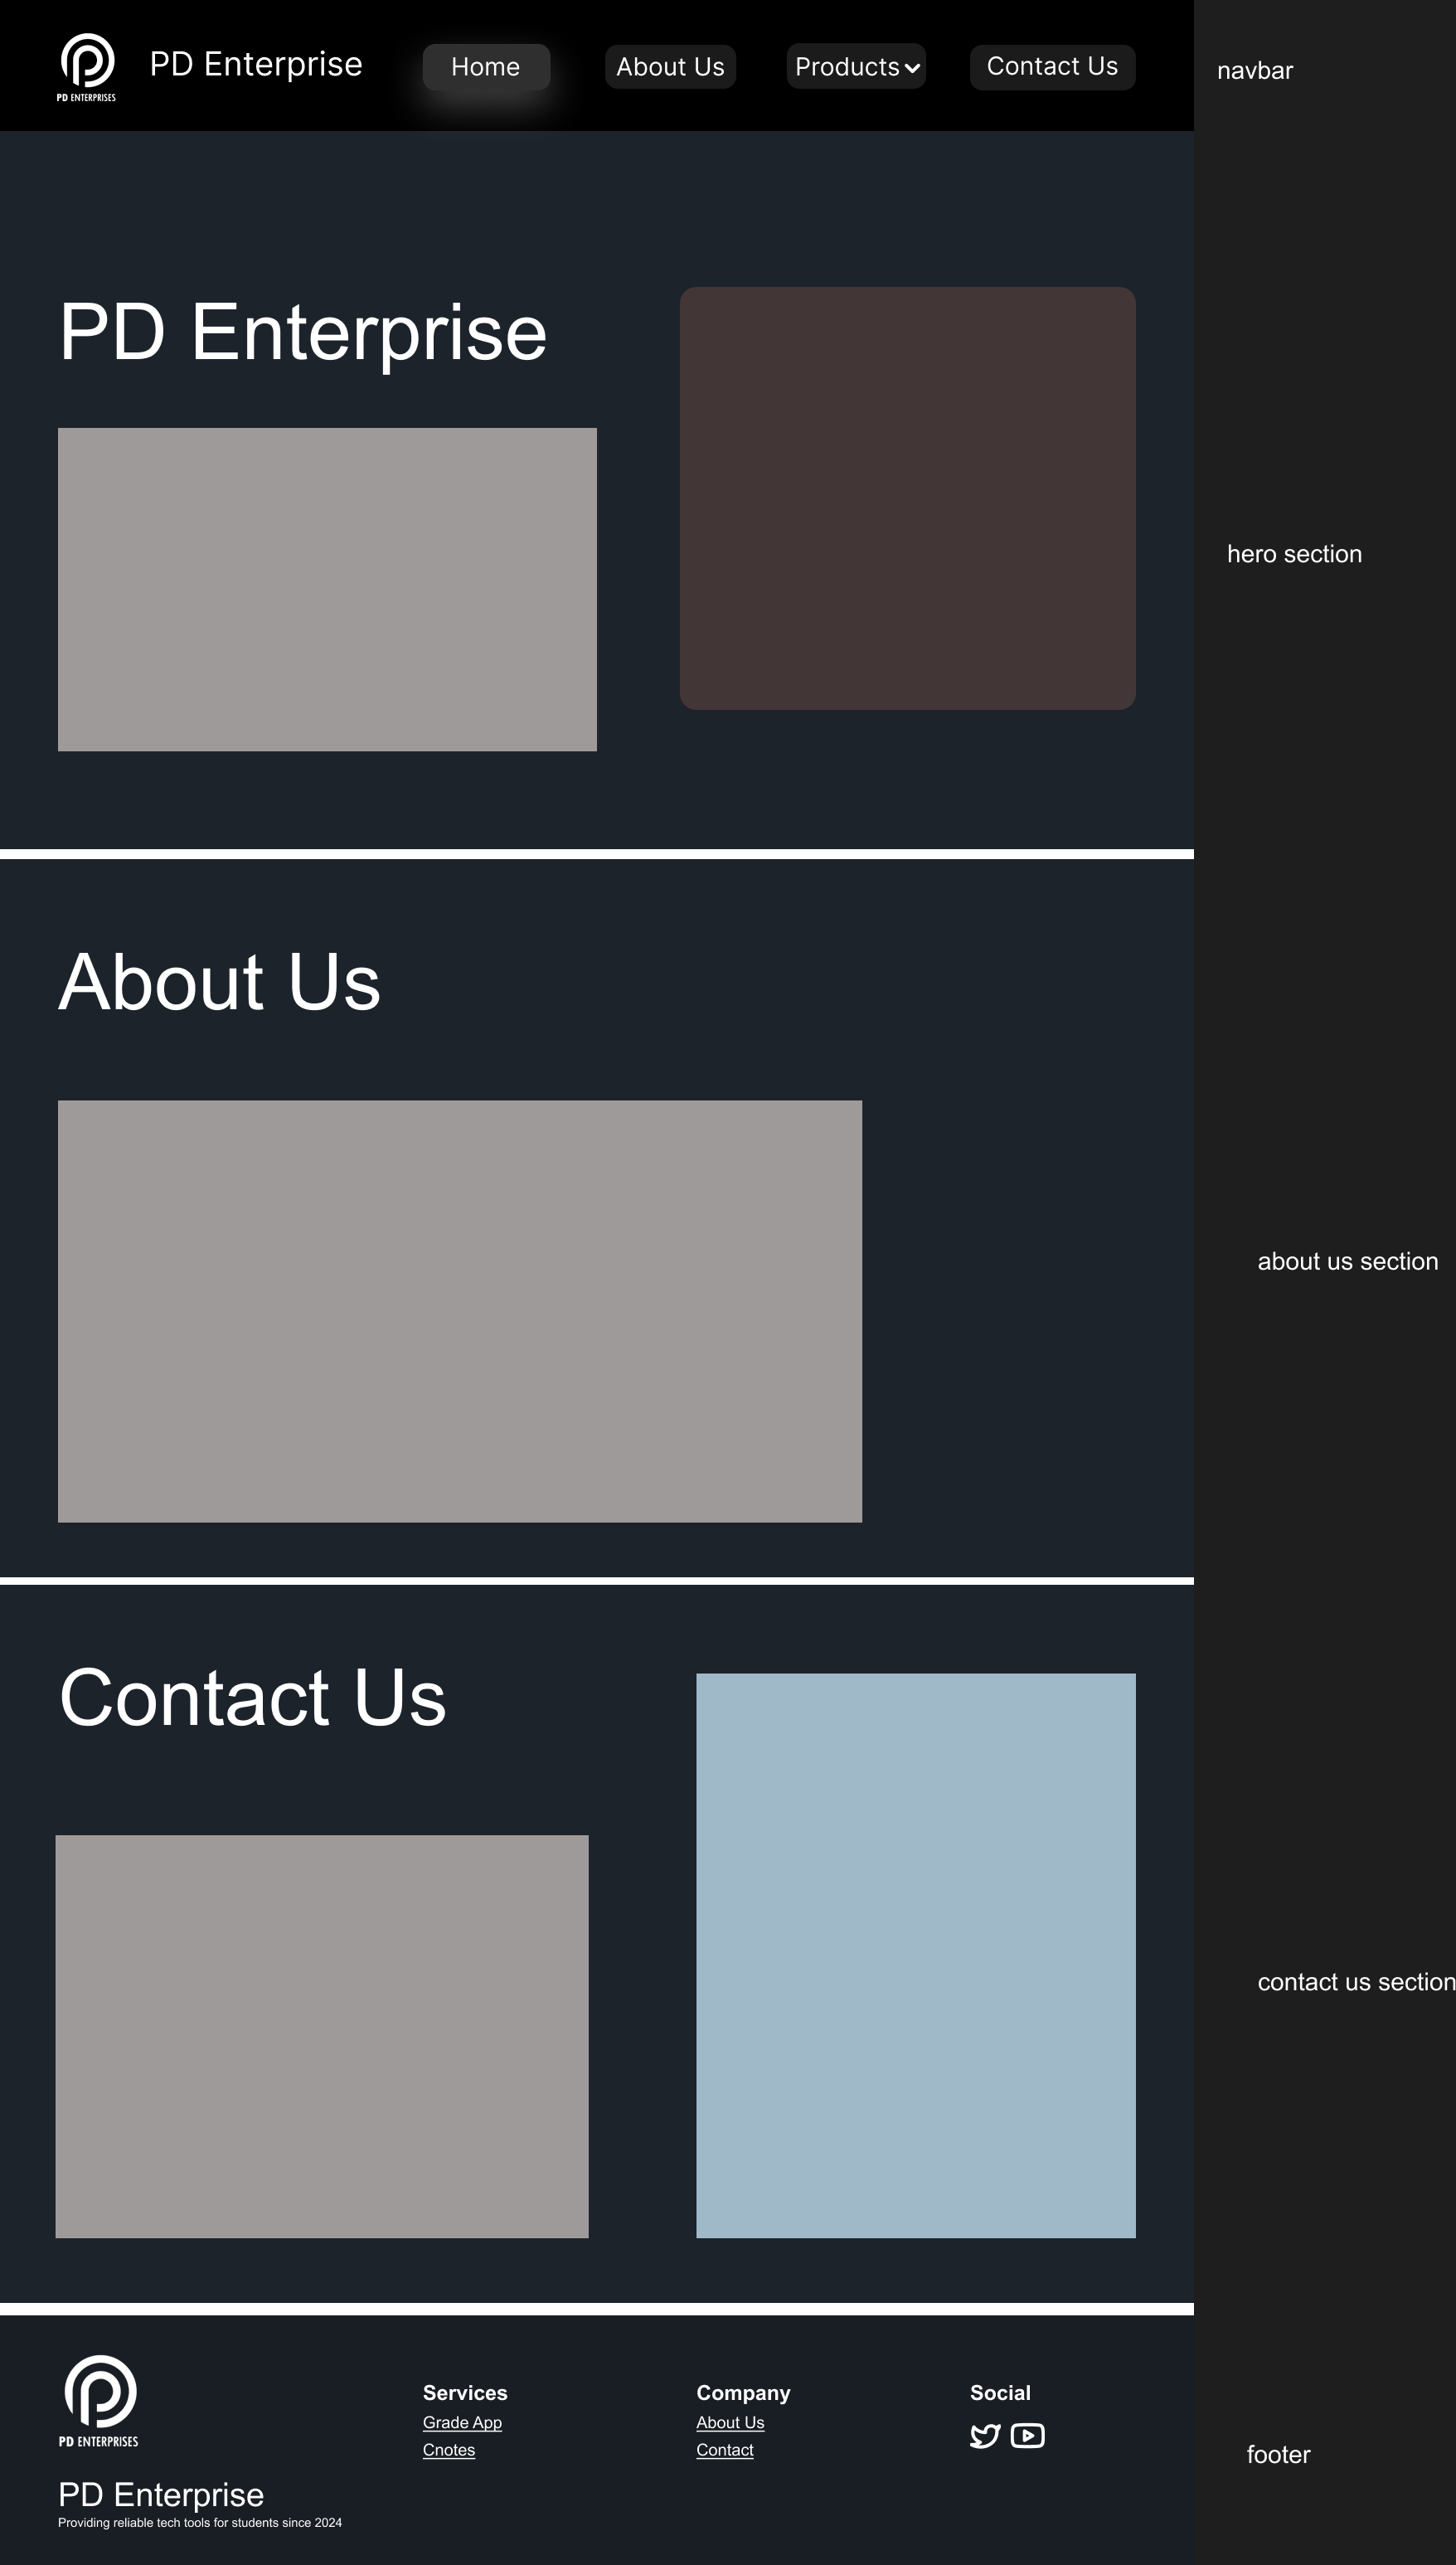 PD ENTERPRISES
PD Enterprise
Home
About Us
Products
Contact Us
navbar
PD Enterprise
hero section
About Us
about us section
Contact Us
contact us section
PD ENTERPRISES
PD Enterprise
Providing reliable tech tools for students since 2024
Services
Grade App
Cnotes
Company
About Us
Contact
Social
footer